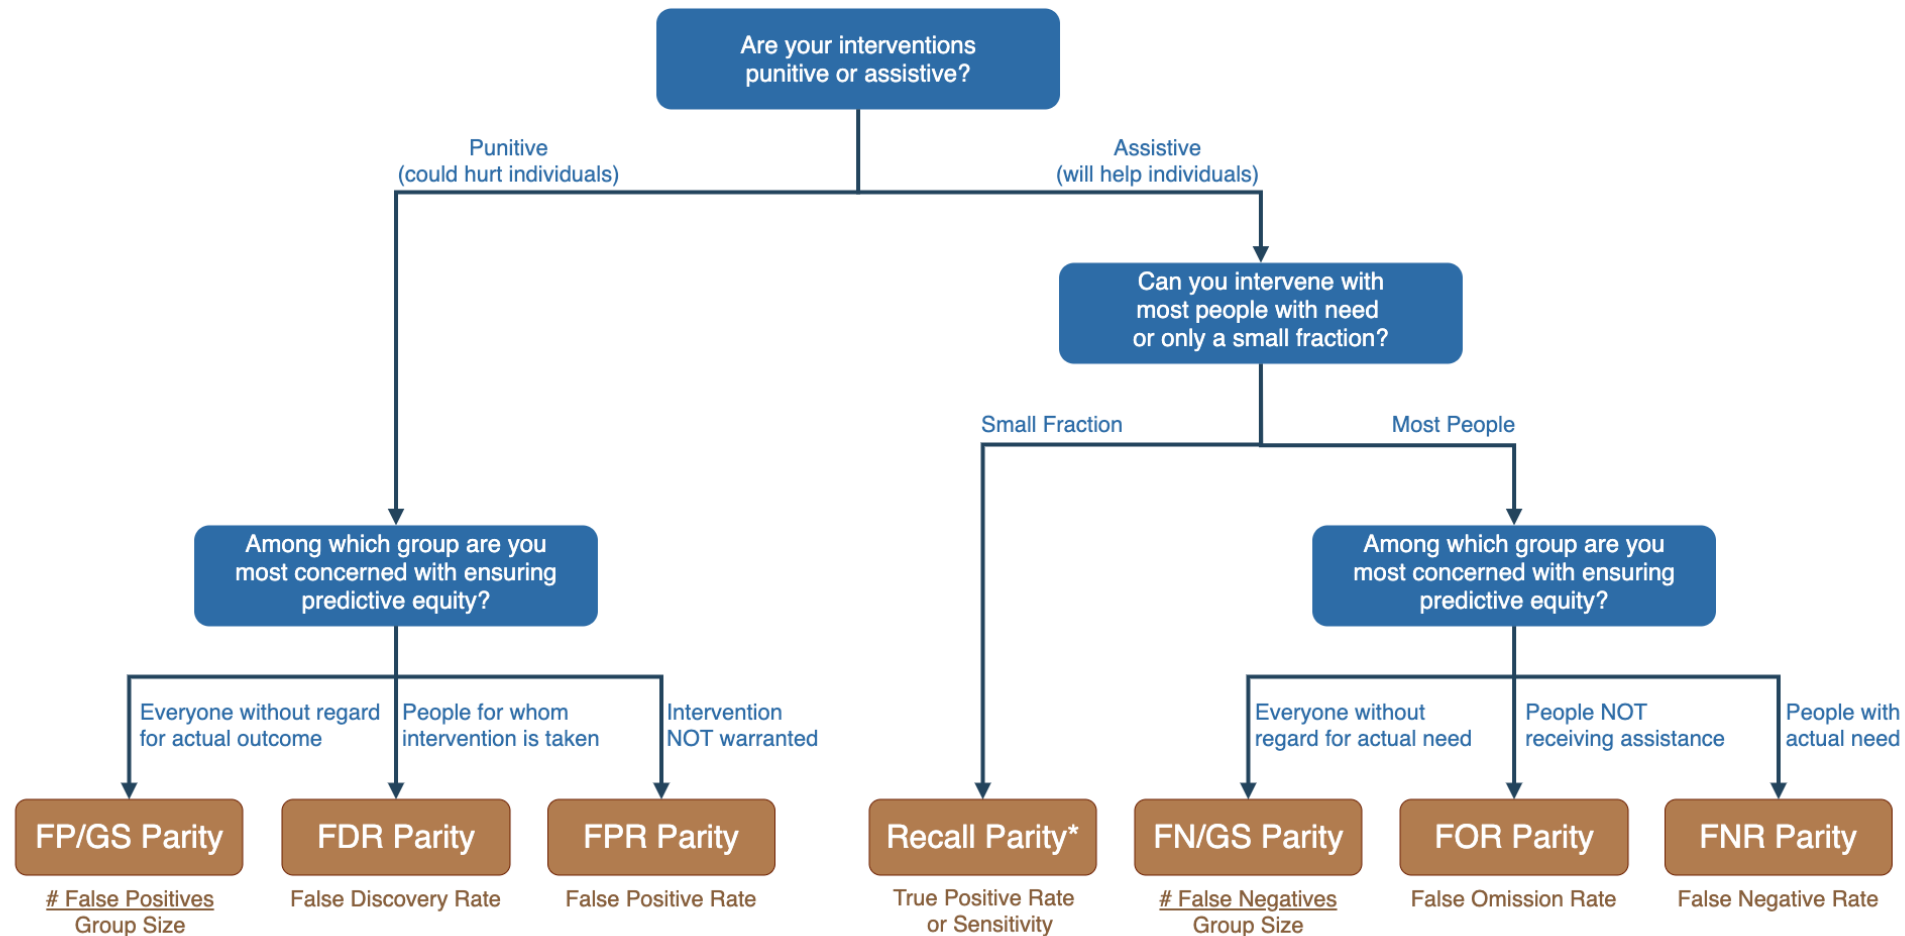 Are your interventions
punitive or assistive?
Punitive
(could hurt individuals)
Assistive
(will help individuals)
Can you intervene with
most people with need
or only a small fraction?
Small Fraction
Most People
Among which group are you
most concerned with ensuring
predictive equity?
Among which group are you
most concerned with ensuring
predictive equity?
Everyone without regard
for actual outcome
People for whom
intervention is taken
Intervention
NOT warranted
Everyone without
regard for actual need
People NOT
receiving assistance
People with
actual need
FP/GS Parity
FDR Parity
FPR Parity
Recall Parity*
FN/GS Parity
FOR Parity
FNR Parity
# False Positives
Group Size
False Discovery Rate
False Positive Rate
True Positive Rate
or Sensitivity
# False Negatives
Group Size
False Omission Rate
False Negative Rate